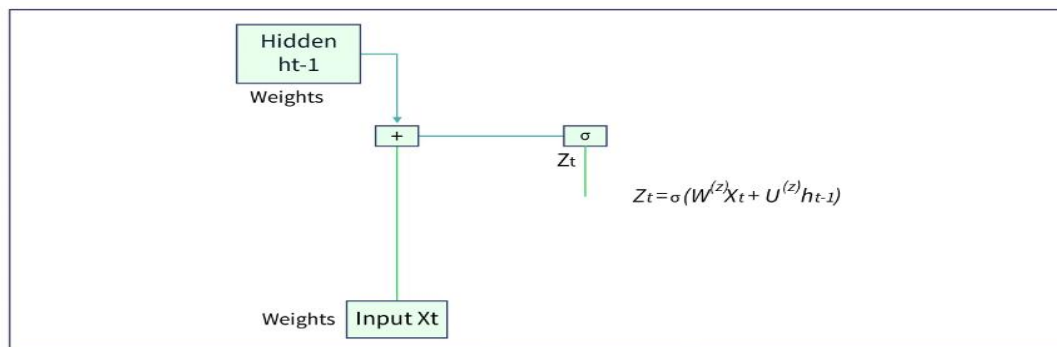 Hidden
ht-1
Weights
+
σ
Zt
Zt=σ(W(z)Xt + U(z)ht-1)
Weights
Input Xt